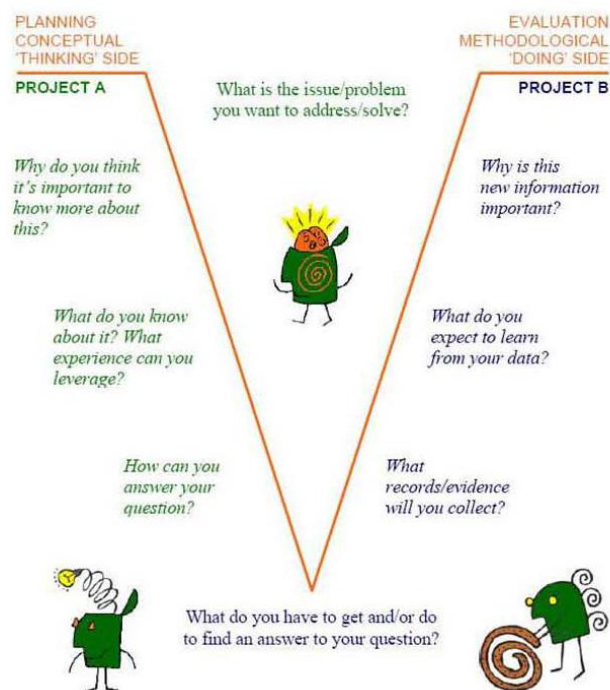 PLANNING
CONCEPTUAL
'THINKING' SIDE
PROJECT A
EVALUATION
METHODOLOGICAL
'DOING' SIDE
PROJECT B
What is the issue/problem
you want to address/solve?
Why do you think
it's important to
know more about
this?
Why is this
new information
important?
What do you know
about it? What
experience can you
leverage?
What do you
expect to learn
from your data?
How can you
answer your
question?
What
records/evidence
will you collect?
What do you have to get and/or do
to find an answer to your question?